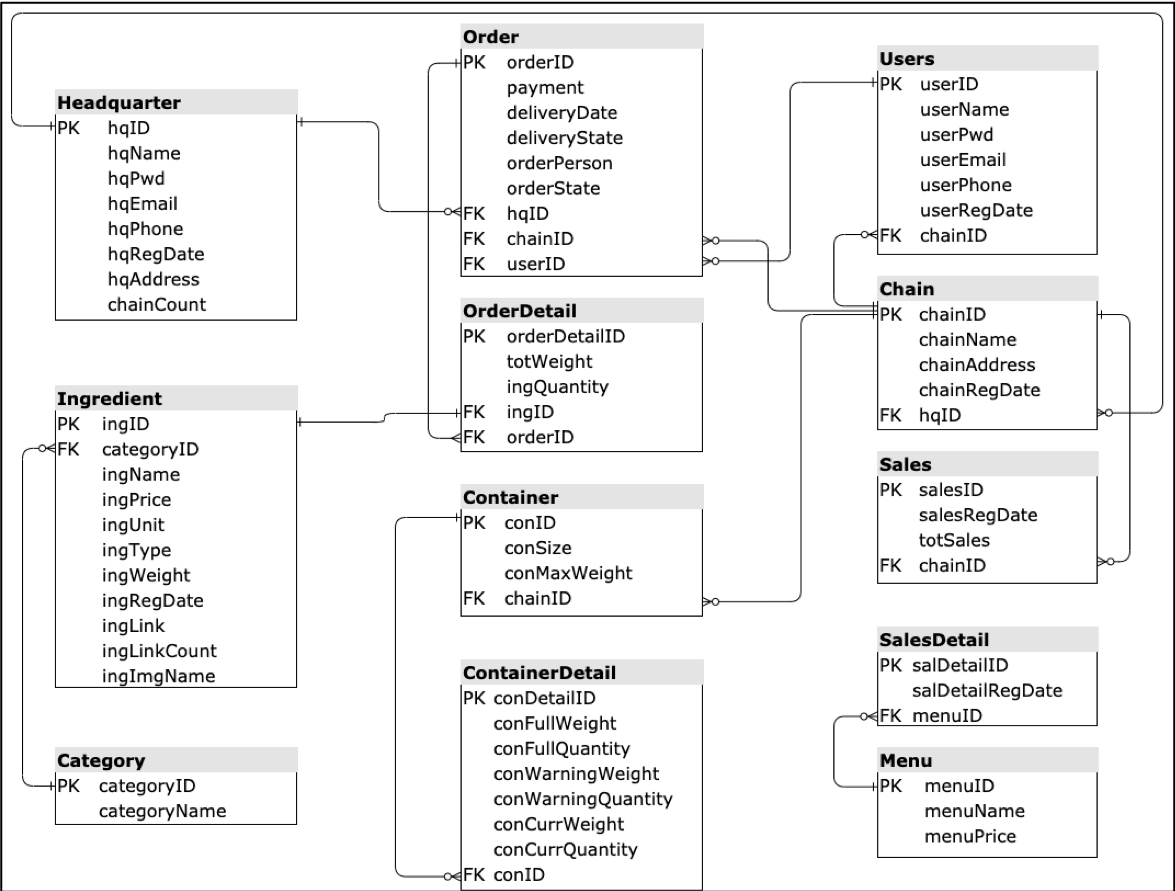 Headquarter
PK hqID
hqName
hqPwd
hqEmail
hqPhone
hqRegDate
hqAddress
chainCount
Ingredient
PK ingID
FK categoryID
ingName
ingPrice
ingUnit
ingType
ingWeight
ingRegDate
ingLink
ingLinkCount
ingImgName
Category
PK categoryID
categoryName
Order
PK orderID
payment
deliveryDate
deliveryState
orderPerson
orderState
FK hqID
FK chainID
FK userID
OrderDetail
PK orderDetailID
totWeight
ingQuantity
FK ingID
FK orderID
Container
PK conID
conSize
conMaxWeight
FK chainID
ContainerDetail
PK conDetailID
conFullWeight
conFullQuantity
conWarningWeight
conWarningQuantity
conCurrWeight
conCurrQuantity
FK conID
Users
PK userID
userName
userPwd
userEmail
userPhone
userRegDate
FK chainID
Chain
PK chainID
chainName
chainAddress
chainRegDate
FK hqID
Sales
PK salesID
salesRegDate
totSales
FK chainID
SalesDetail
PK salDetailID
salDetailRegDate
FK menuID
Menu
PK menuID
menuName
menuPrice